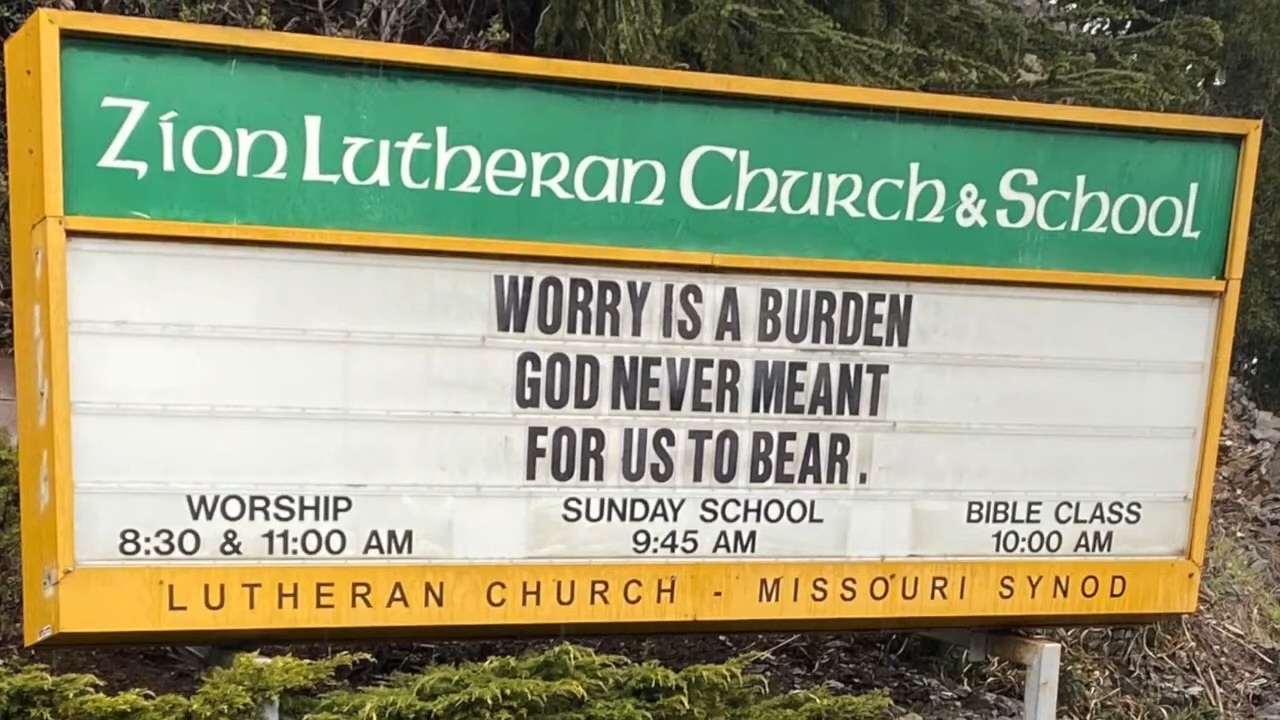 Zion Lutheran Church & School
WORRY IS A BURDEN
GOD NEVER MEANT
FOR US TO BEAR.
WORSHIP SUNDAY SCHOOL BIBLE CLASS
8:30 & 11:00 AM 9:45 AM 10:00 AM
LUTHERAN CHURCH - MISSOURI SYNOD